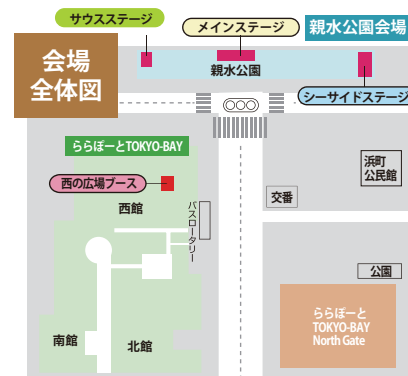 サウスステージ
メインステージ
親水公園会場
会場
全体図
親水公園
シーサイドステージ
ららぽーとTOKYO-BAY
西の広場ブース
西館
バスロータリー
交番
浜町
公民館
公園
ららぽーと
TOKYO-BAY
North Gate
南館
北館